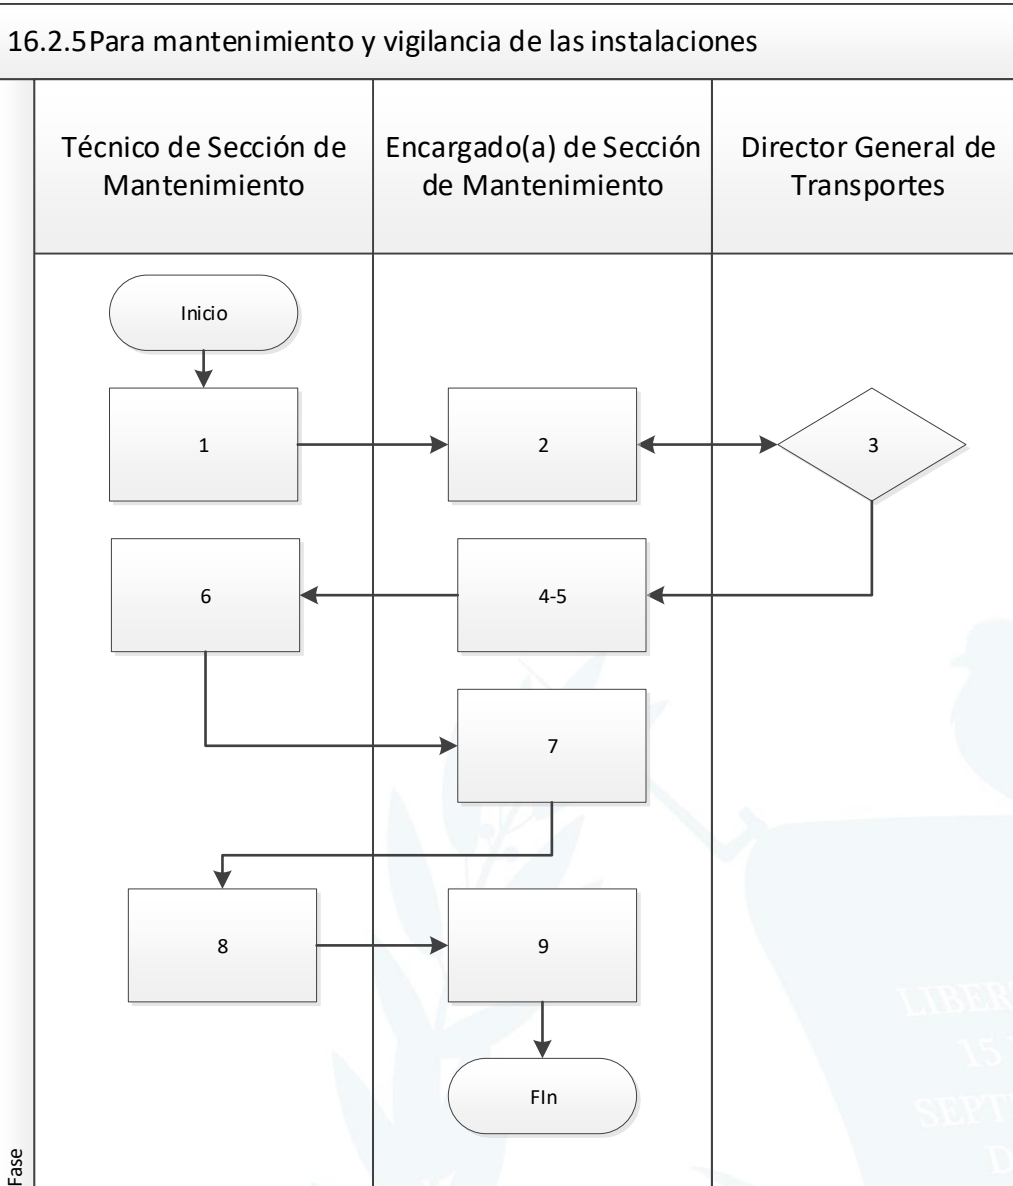 16.2.5Para mantenimiento y vigilancia de las instalaciones
Técnico de Sección de
Mantenimiento
Encargado(a) de Sección
de Mantenimiento
Director General de
Transportes
Inicio
1
2
3
6
4-5
7
8
9
FIn
Fase
15